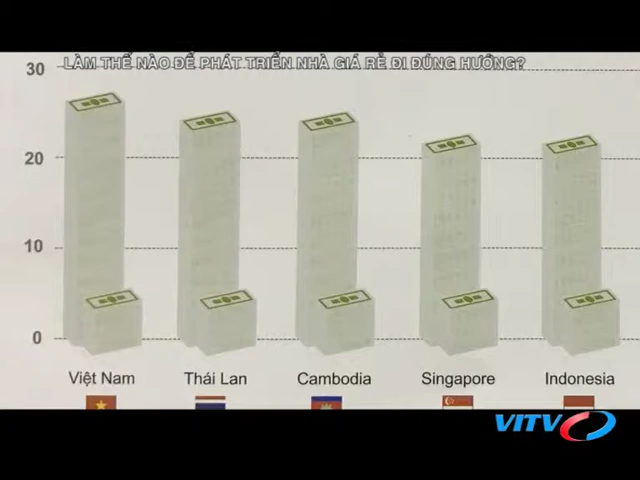 LÀM THẾ NÀO ĐỂ PHÁT TRIỂN NHÀ GIÁ RẺ ĐI ĐÚNG HƯỚNG?
30
20
10
0
Việt Nam Thái Lan Cambodia Singapore Indonesia
VITV